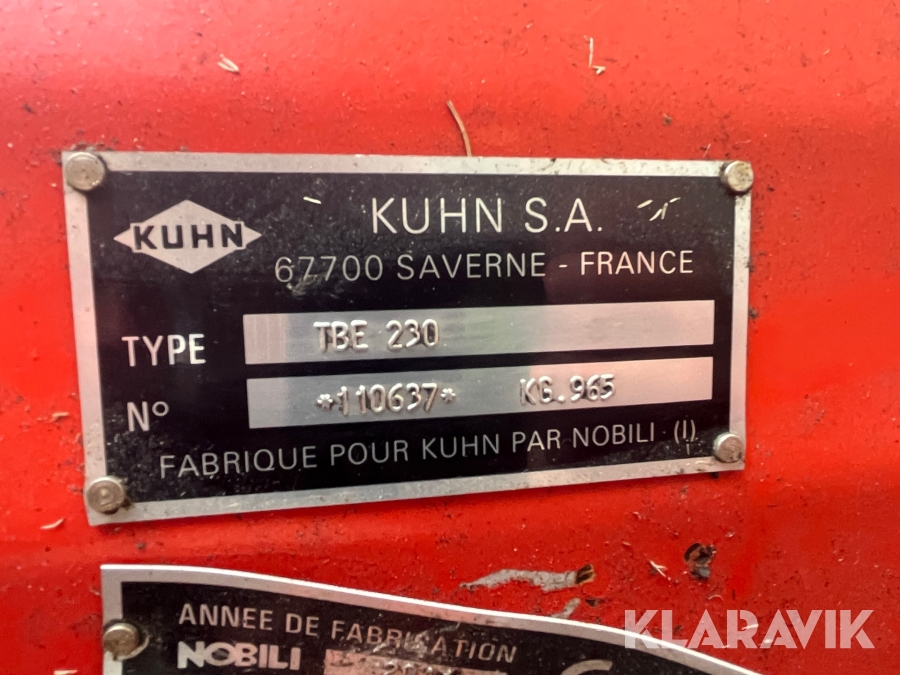 KUHN
KUHN S.A.
67700 SAVERNE - FRANCE
TYPE TBE 230
Nº *110637* KG.965
FABRIQUE POUR KUHN PAR NOBILI (I)
ANNEE DE FABRICATION
NOBILI
KLARAVIK